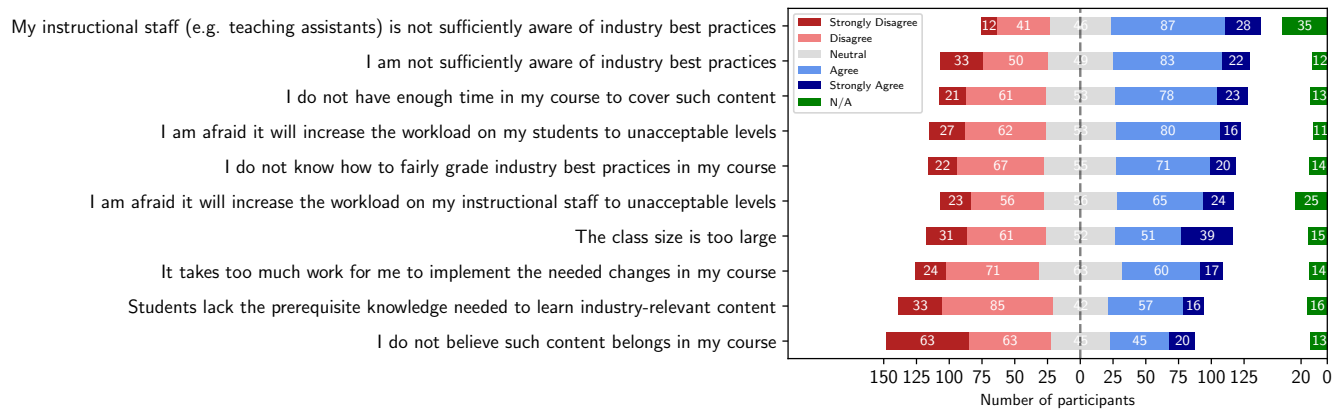 Strongly Disagree
Disagree
Neutral
Agree
Strongly Agree
N/A
My instructional staff (e.g. teaching assistants) is not sufficiently aware of industry best practices 12 41 46 87 28 35
I am not sufficiently aware of industry best practices 33 50 49 83 22 12
I do not have enough time in my course to cover such content 21 61 53 78 23 13
I am afraid it will increase the workload on my students to unacceptable levels 27 62 53 80 16 11
I do not know how to fairly grade industry best practices in my course 22 67 55 71 20 14
I am afraid it will increase the workload on my instructional staff to unacceptable levels 23 56 56 65 24 25
The class size is too large 31 61 52 51 39 15
It takes too much work for me to implement the needed changes in my course 24 71 63 60 17 14
Students lack the prerequisite knowledge needed to learn industry-relevant content 33 85 42 57 16 16
I do not believe such content belongs in my course 63 63 45 45 20 13
150 125 100 75 50 25 0 25 50 75 100 125 20 0
Number of participants